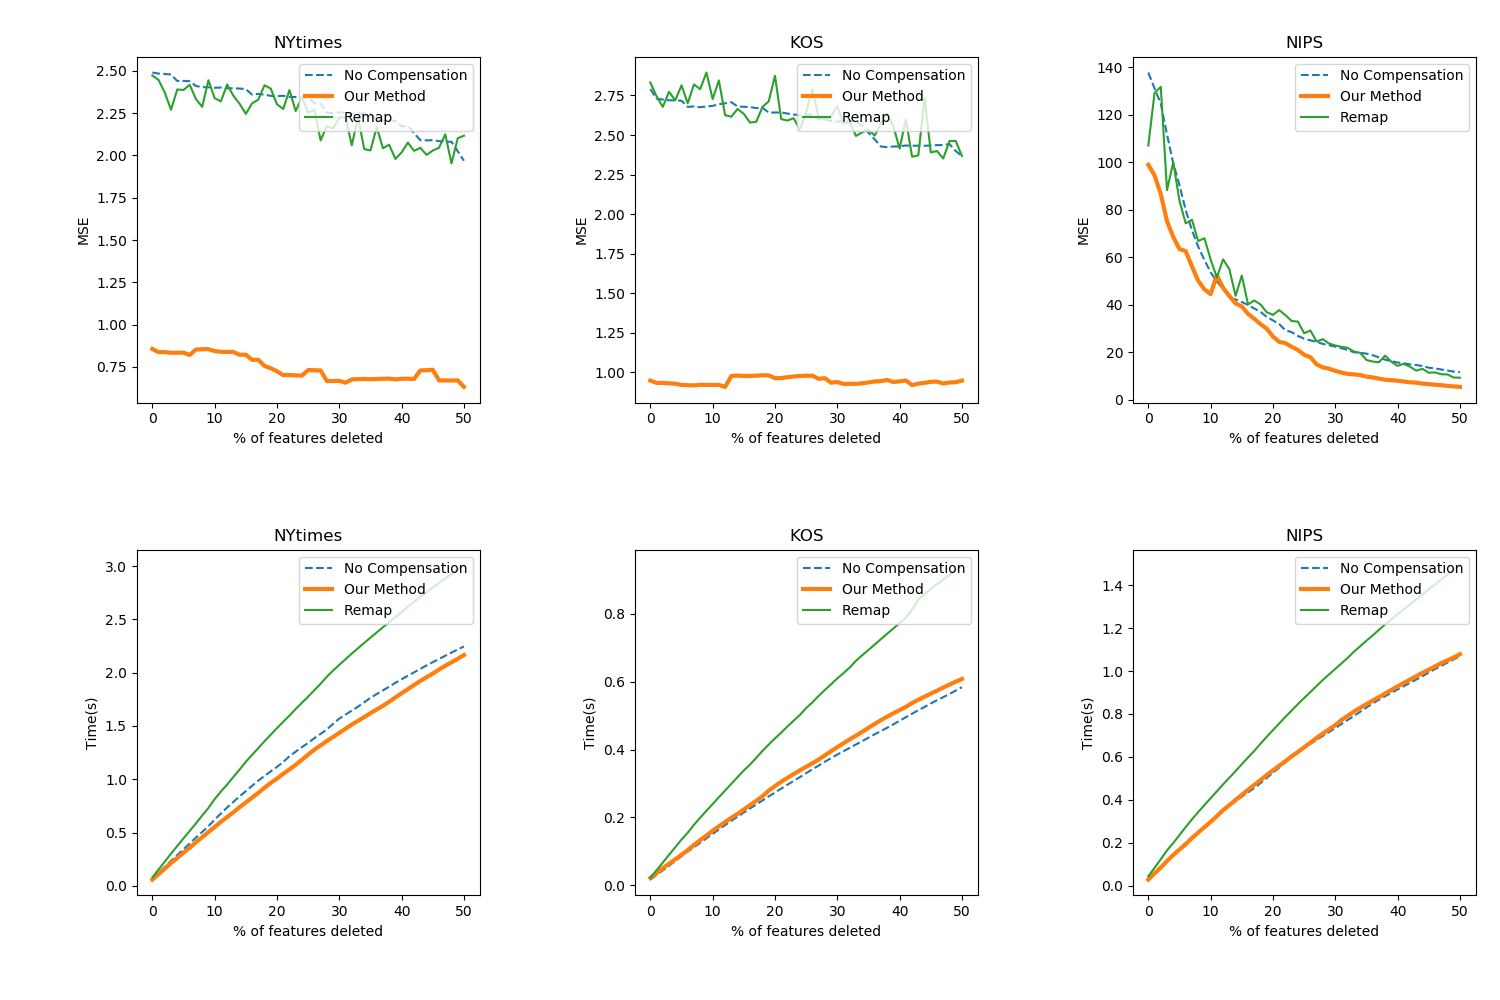 NYtimes
2.50
2.25
2.00
1.75
1.50
1.25
1.00
0.75
MSE
No Compensation
Our Method
Remap
0 10 20 30 40 50
% of features deleted
KOS
2.75
2.50
2.25
2.00
1.75
1.50
1.25
1.00
MSE
No Compensation
Our Method
Remap
0 10 20 30 40 50
% of features deleted
NIPS
140
120
100
80
60
40
20
0
MSE
No Compensation
Our Method
Remap
0 10 20 30 40 50
% of features deleted
NYtimes
3.0
2.5
2.0
1.5
1.0
0.5
0.0
Time(s)
No Compensation
Our Method
Remap
0 10 20 30 40 50
% of features deleted
KOS
0.8
0.6
0.4
0.2
0.0
Time(s)
No Compensation
Our Method
Remap
0 10 20 30 40 50
% of features deleted
NIPS
1.4
1.2
1.0
0.8
0.6
0.4
0.2
0.0
Time(s)
No Compensation
Our Method
Remap
0 10 20 30 40 50
% of features deleted